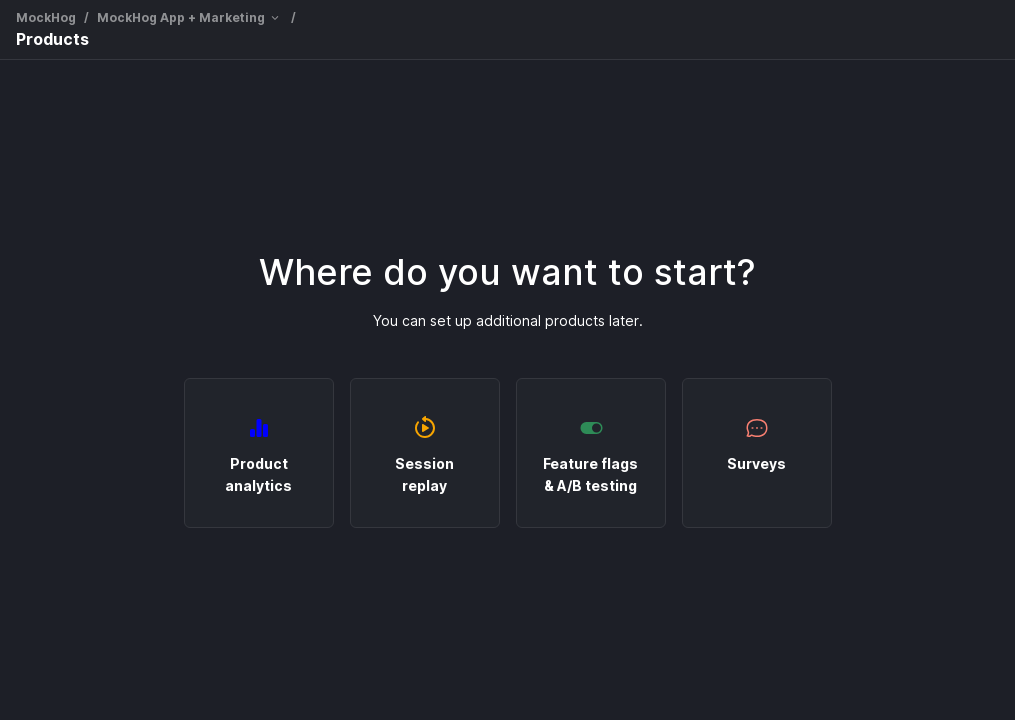 MockHog / MockHog App + Marketing /
Products
Where do you want to start?
You can set up additional products later.
Product
analytics
Session
replay
Feature flags
& A/B testing
Surveys